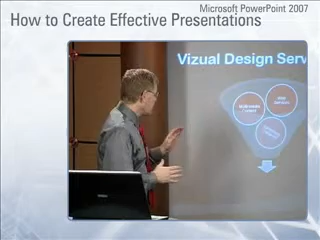 Microsoft PowerPoint 2007
How to Create Effective Presentations
Vizual Design Serv